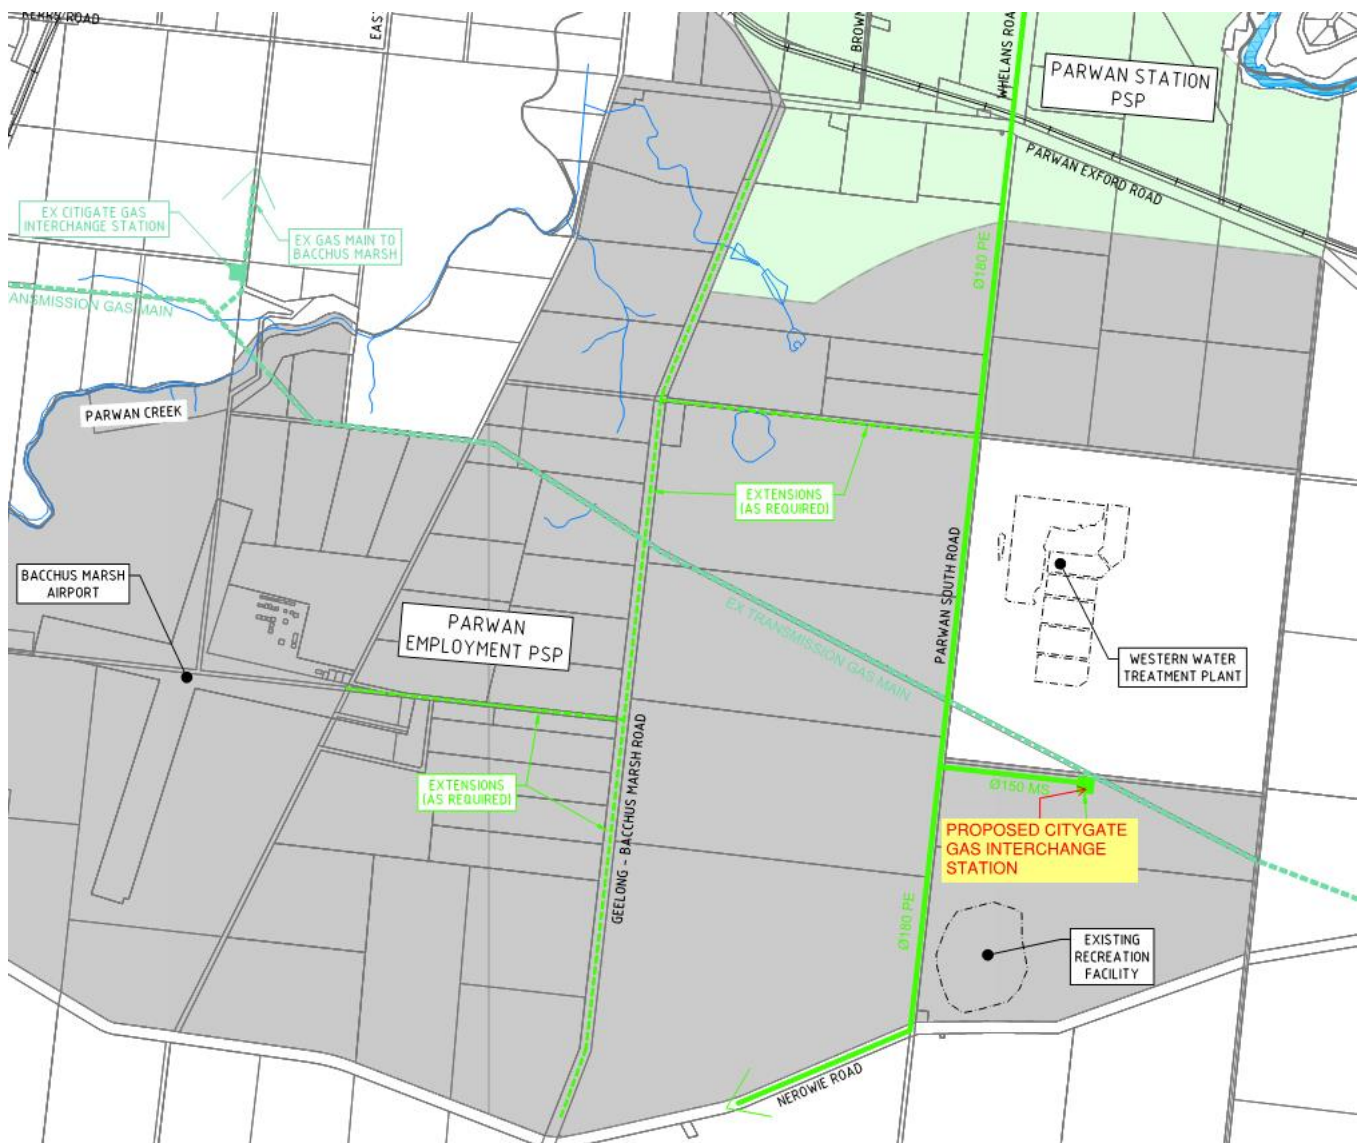 KERRS ROAD
EAST
BROWN
WHELANS ROA
PARWAN STATION
PSP
PARWAN EXFORD ROAD
EX CITIGATE GAS
INTERCHANGE STATION
EX GAS MAIN TO
BACCHUS MARSH
Ø180 PE
ANSMISSION GAS MAIN
PARWAN CREEK
EXTENSIONS
(AS REQUIRED)
BACCHUS MARSH
AIRPORT
PARWAN
EMPLOYMENT PSP
EX TRANSMISSION GAS MAIN
PARWAN SOUTH ROAD
WESTERN WATER
TREATMENT PLANT
EXTENSIONS
(AS REQUIRED)
GEELONG - BACCHUS MARSH ROAD
Ø150 MS
PROPOSED CITYGATE
GAS INTERCHANGE
STATION
Ø180 PE
EXISTING
RECREATION
FACILITY
NEROWIE ROAD